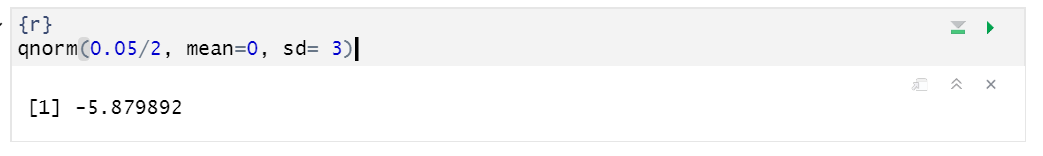 {r}
qnorm(0.05/2, mean=0, sd= 3)
[1] -5.879892